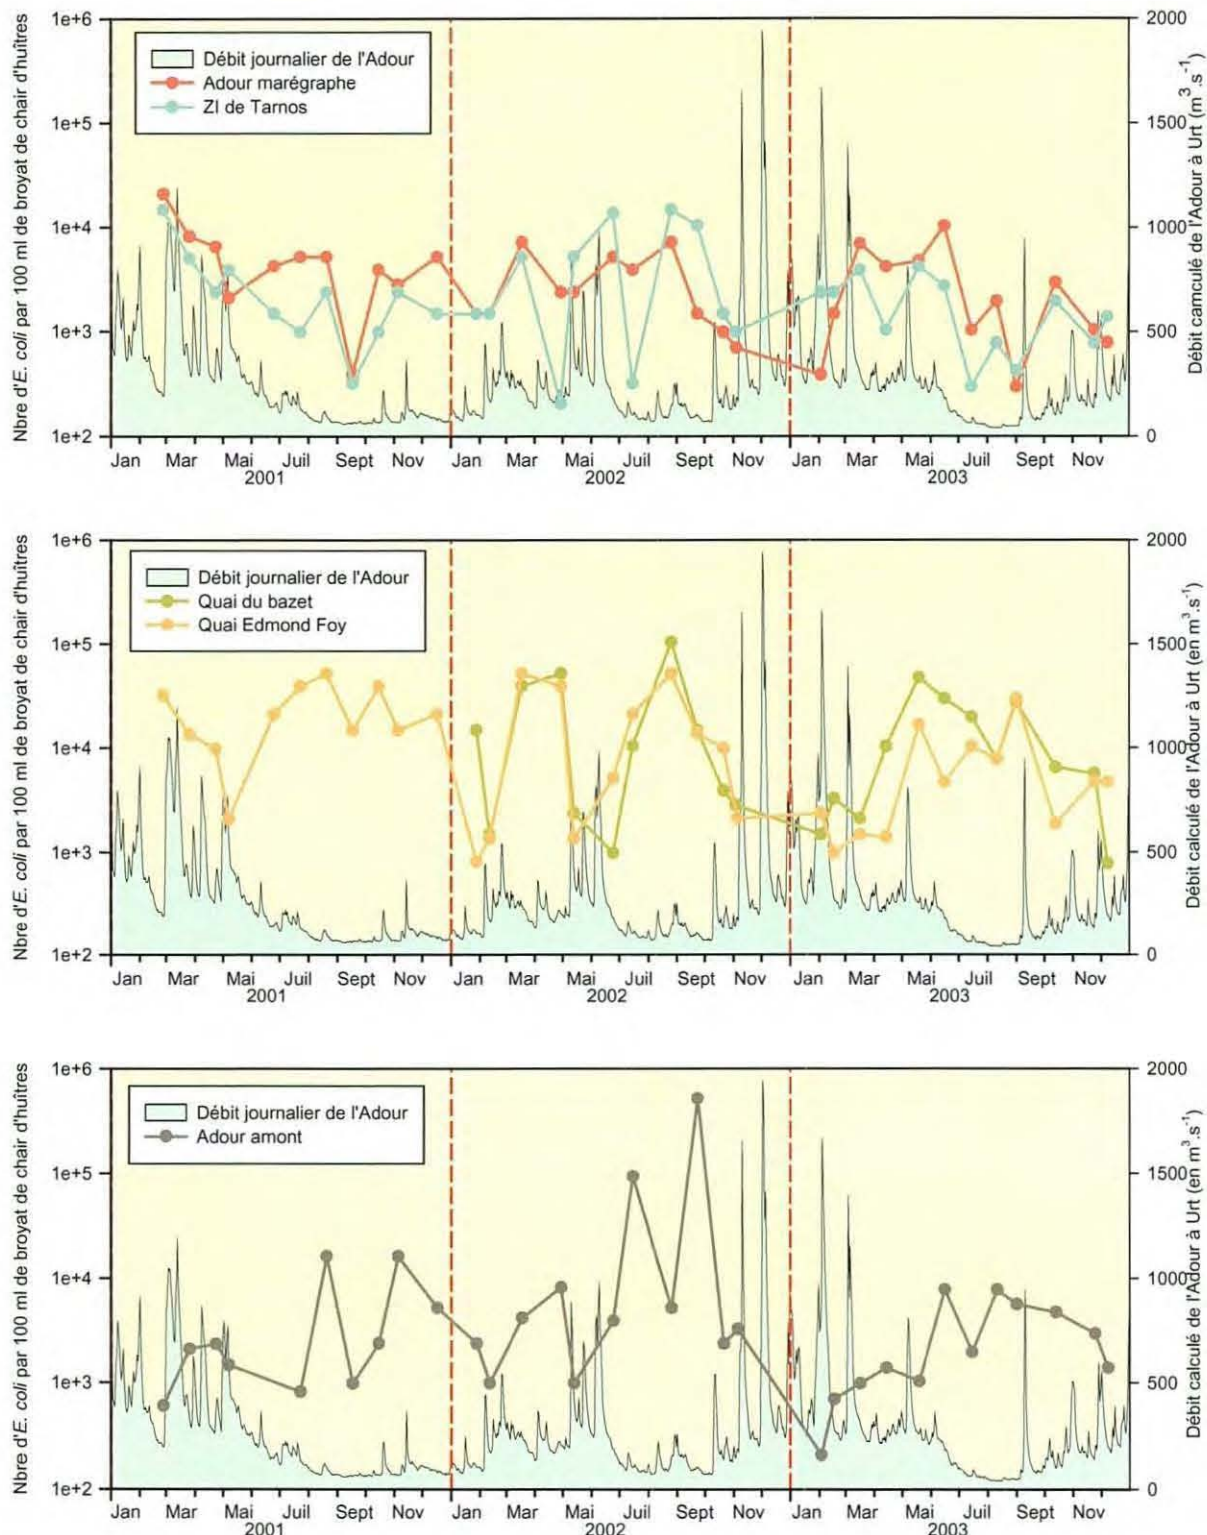 Nbre d'E. coli par 100 ml de broyat de chair d'huîtres
1e+6
1e+5
1e+4
1e+3
1e+2
Débit journalier de l'Adour
Adour marégraphe
ZI de Tarnos
2000
1500
1000
500
0
Débit camculé de l'Adour à Urt (m³.s⁻¹)
Jan Mar Mai Juil Sept Nov Jan Mar Mai Juil Sept Nov Jan Mar Mai Juil Sept Nov
2001 2002 2003
Nbre d'E. coli par 100 ml de broyat de chair d'huîtres
1e+6
1e+5
1e+4
1e+3
1e+2
Débit journalier de l'Adour
Quai du bazet
Quai Edmond Foy
2000
1500
1000
500
0
Débit calculé de l'Adour à Urt (en m³.s⁻¹)
Jan Mar Mai Juil Sept Nov Jan Mar Mai Juil Sept Nov Jan Mar Mai Juil Sept Nov
2001 2002 2003
Nbre d'E. coli par 100 ml de broyat de chair d'huîtres
1e+6
1e+5
1e+4
1e+3
1e+2
Débit journalier de l'Adour
Adour amont
2000
1500
1000
500
0
Débit calculé de l'Adour à Urt (en m³.s⁻¹)
Jan Mar Mai Juil Sept Nov Jan Mar Mai Juil Sept Nov Jan Mar Mai Juil Sept Nov
2001 2002 2003